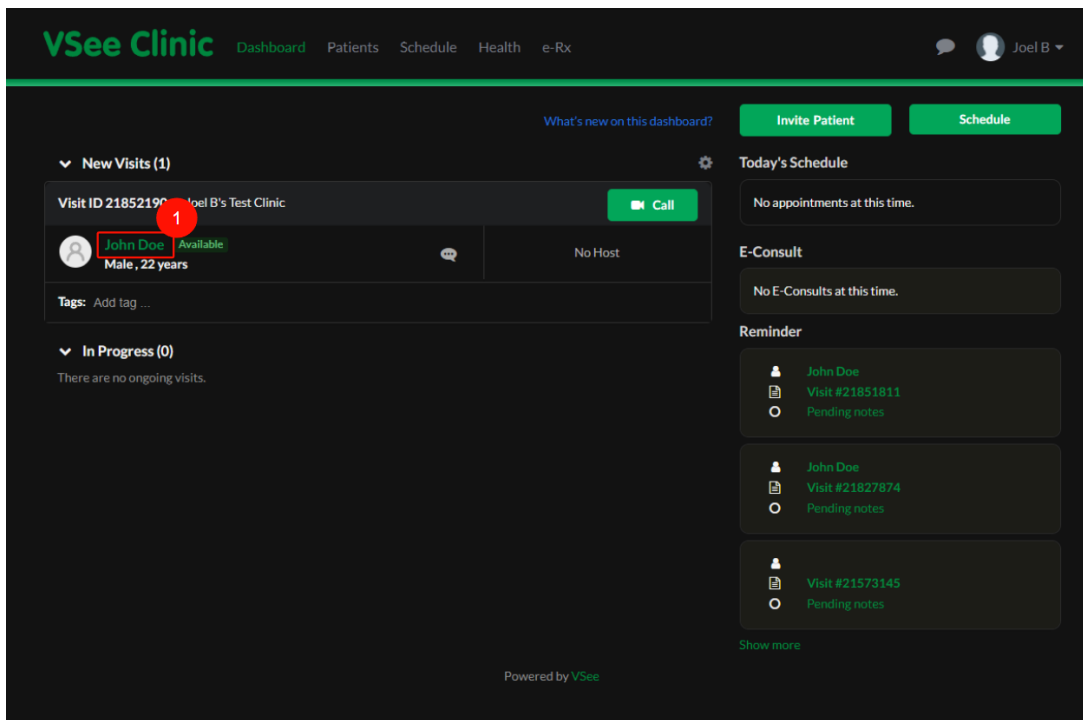 VSee Clinic Dashboard Patients Schedule Health e-Rx Joel B
What's new on this dashboard?
Invite Patient Schedule
New Visits (1)
Visit ID 21852190 Joel B's Test Clinic
Call
1
John Doe Available
Male, 22 years
No Host
Tags: Add tag ...
In Progress (0)
There are no ongoing visits.
Today's Schedule
No appointments at this time.
E-Consult
No E-Consults at this time.
Reminder
John Doe
Visit #21851811
Pending notes
John Doe
Visit #21827874
Pending notes
Visit #21573145
Pending notes
Show more
Powered by VSee